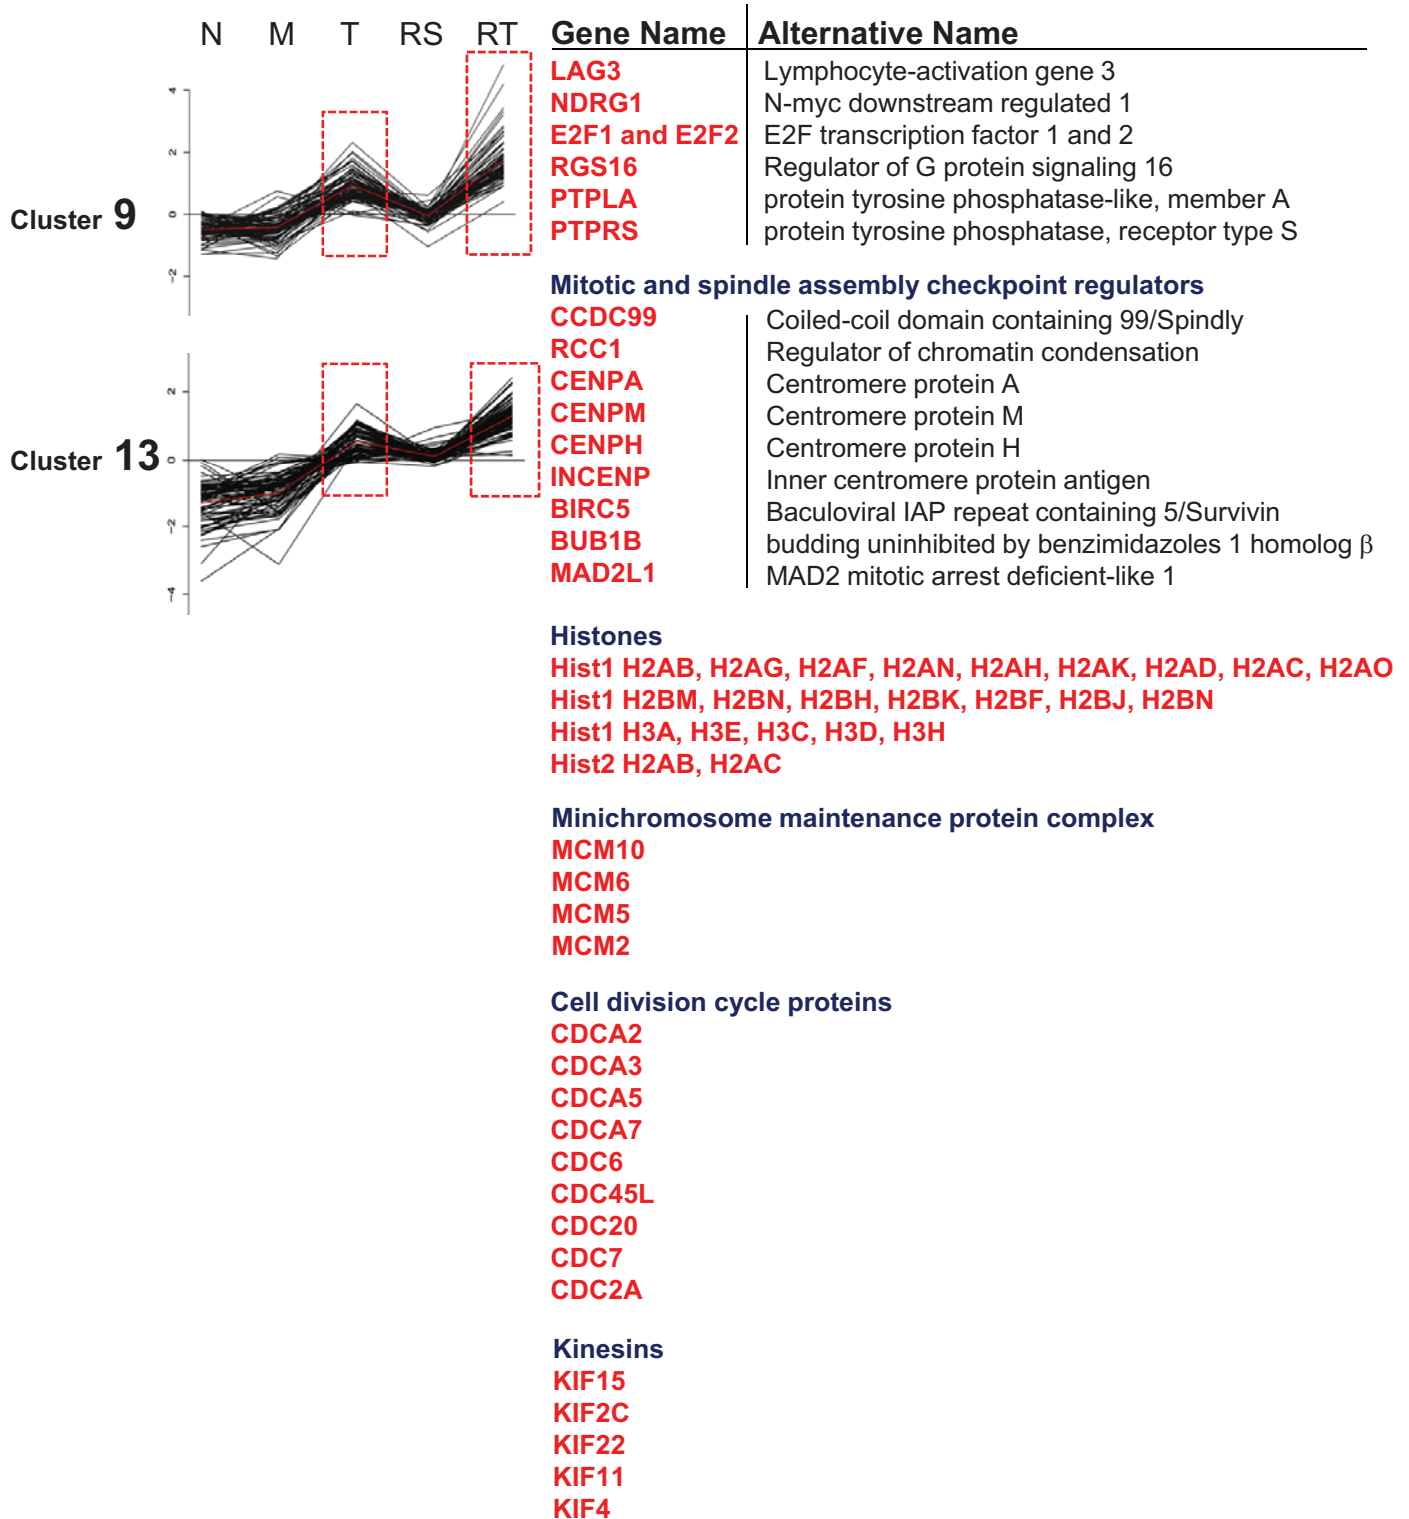 N M T RS RT Gene Name Alternative Name
LAG3 Lymphocyte-activation gene 3
NDRG1 N-myc downstream regulated 1
E2F1 and E2F2 E2F transcription factor 1 and 2
RGS16 Regulator of G protein signaling 16
PTPLA protein tyrosine phosphatase-like, member A
PTPRS protein tyrosine phosphatase, receptor type S
4
2
0
-2
Cluster 9
Mitotic and spindle assembly checkpoint regulators
CCDC99 Coiled-coil domain containing 99/Spindly
RCC1 Regulator of chromatin condensation
CENPA Centromere protein A
CENPM Centromere protein M
CENPH Centromere protein H
INCENP Inner centromere protein antigen
BIRC5 Baculoviral IAP repeat containing 5/Survivin
BUB1B budding uninhibited by benzimidazoles 1 homolog β
MAD2L1 MAD2 mitotic arrest deficient-like 1
2
0
-2
-4
Cluster 13
Histones
Hist1 H2AB, H2AG, H2AF, H2AN, H2AH, H2AK, H2AD, H2AC, H2AO
Hist1 H2BM, H2BN, H2BH, H2BK, H2BF, H2BJ, H2BN
Hist1 H3A, H3E, H3C, H3D, H3H
Hist2 H2AB, H2AC
Minichromosome maintenance protein complex
MCM10
MCM6
MCM5
MCM2
Cell division cycle proteins
CDCA2
CDCA3
CDCA5
CDCA7
CDC6
CDC45L
CDC20
CDC7
CDC2A
Kinesins
KIF15
KIF2C
KIF22
KIF11
KIF4